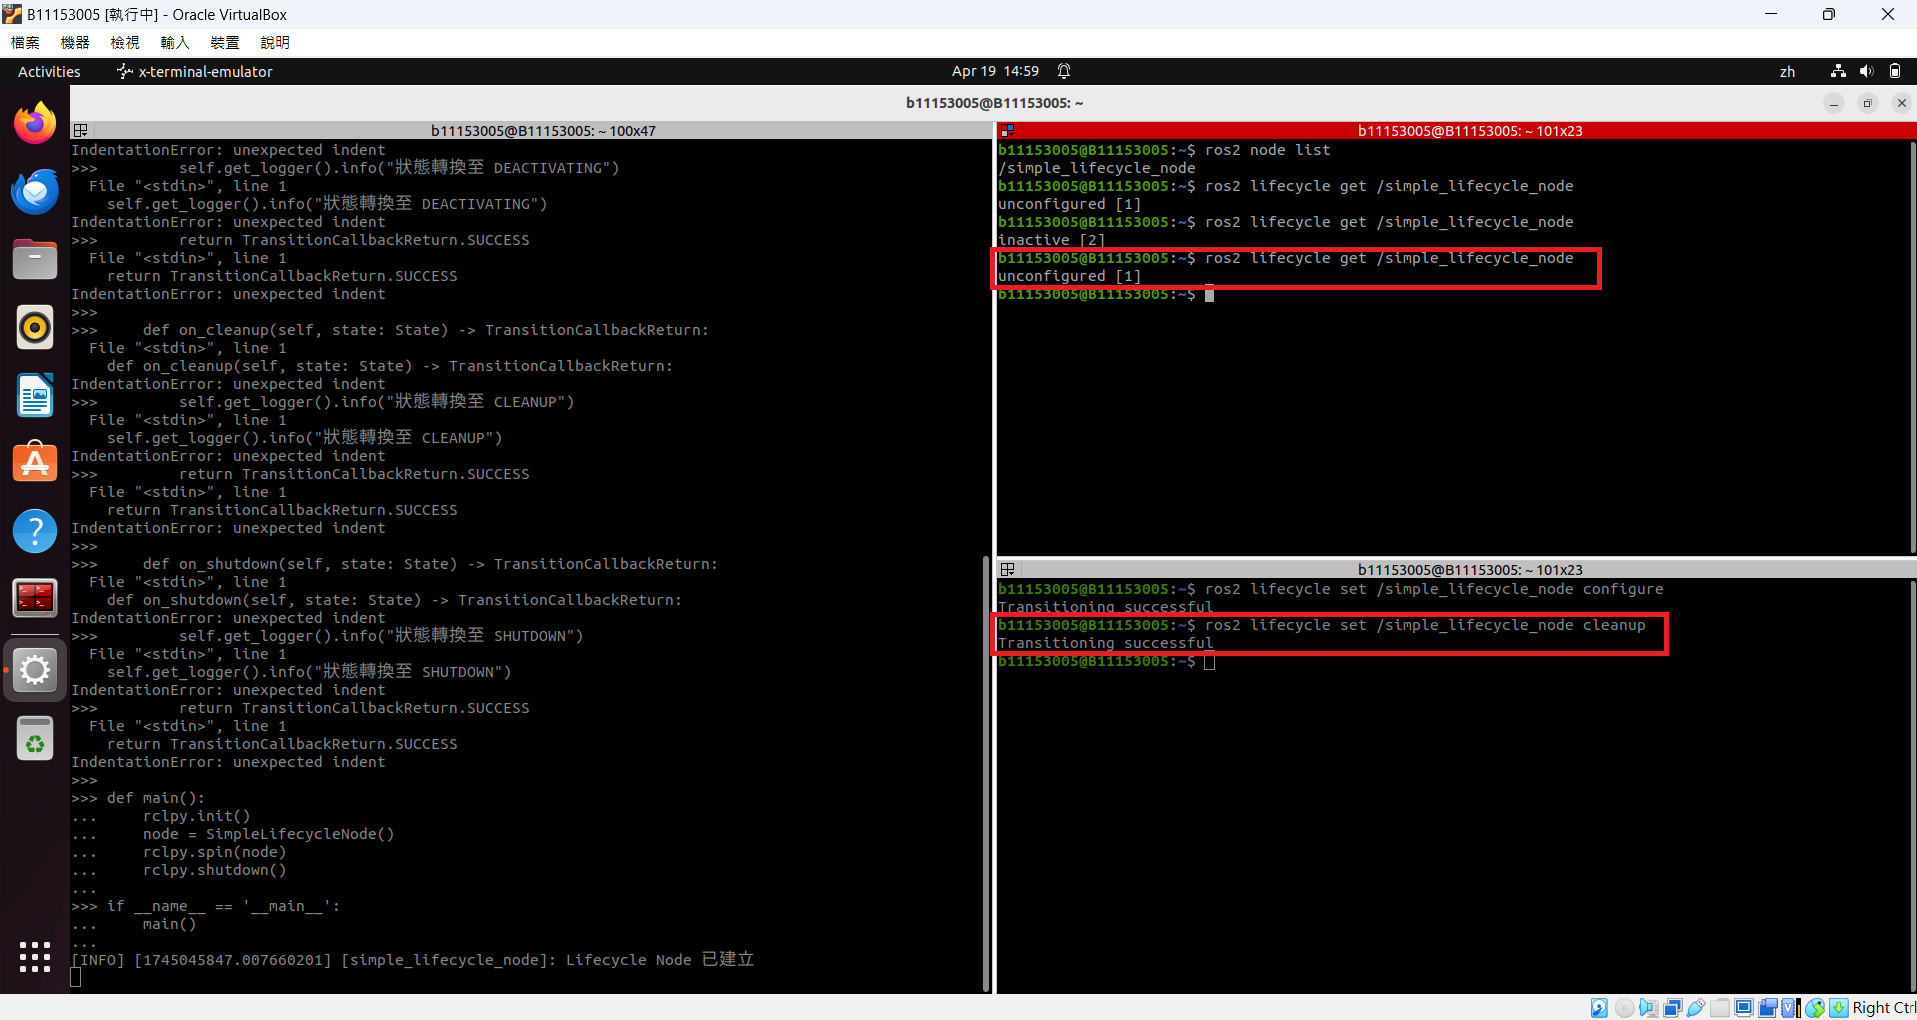 B11153005 [執行中] - Oracle VirtualBox
檔案 機器 檢視 輸入 裝置 說明
Activities x-terminal-emulator Apr 19 14:59 zh
b11153005@B11153005: ~
b11153005@B11153005: ~ 100x47
IndentationError: unexpected indent
>>>         self.get_logger().info("狀態轉換至 DEACTIVATING")
  File "<stdin>", line 1
    self.get_logger().info("狀態轉換至 DEACTIVATING")
IndentationError: unexpected indent
>>>         return TransitionCallbackReturn.SUCCESS
  File "<stdin>", line 1
    return TransitionCallbackReturn.SUCCESS
IndentationError: unexpected indent
>>>
>>>     def on_cleanup(self, state: State) -> TransitionCallbackReturn:
  File "<stdin>", line 1
    def on_cleanup(self, state: State) -> TransitionCallbackReturn:
IndentationError: unexpected indent
>>>         self.get_logger().info("狀態轉換至 CLEANUP")
  File "<stdin>", line 1
    self.get_logger().info("狀態轉換至 CLEANUP")
IndentationError: unexpected indent
>>>         return TransitionCallbackReturn.SUCCESS
  File "<stdin>", line 1
    return TransitionCallbackReturn.SUCCESS
IndentationError: unexpected indent
>>>
>>>     def on_shutdown(self, state: State) -> TransitionCallbackReturn:
  File "<stdin>", line 1
    def on_shutdown(self, state: State) -> TransitionCallbackReturn:
IndentationError: unexpected indent
>>>         self.get_logger().info("狀態轉換至 SHUTDOWN")
  File "<stdin>", line 1
    self.get_logger().info("狀態轉換至 SHUTDOWN")
IndentationError: unexpected indent
>>>         return TransitionCallbackReturn.SUCCESS
  File "<stdin>", line 1
    return TransitionCallbackReturn.SUCCESS
IndentationError: unexpected indent
>>>
>>> def main():
...     rclpy.init()
...     node = SimpleLifecycleNode()
...     rclpy.spin(node)
...     rclpy.shutdown()
...
>>> if __name__ == '__main__':
...     main()
...
[INFO] [1745045847.007660201] [simple_lifecycle_node]: Lifecycle Node 已建立
b11153005@B11153005: ~ 101x23
b11153005@B11153005:~$ ros2 node list
/simple_lifecycle_node
b11153005@B11153005:~$ ros2 lifecycle get /simple_lifecycle_node
unconfigured [1]
b11153005@B11153005:~$ ros2 lifecycle get /simple_lifecycle_node
inactive [2]
b11153005@B11153005:~$ ros2 lifecycle get /simple_lifecycle_node
unconfigured [1]
b11153005@B11153005:~$
b11153005@B11153005: ~ 101x23
b11153005@B11153005:~$ ros2 lifecycle set /simple_lifecycle_node configure
Transitioning successful
b11153005@B11153005:~$ ros2 lifecycle set /simple_lifecycle_node cleanup
Transitioning successful
b11153005@B11153005:~$
Right Ctrl